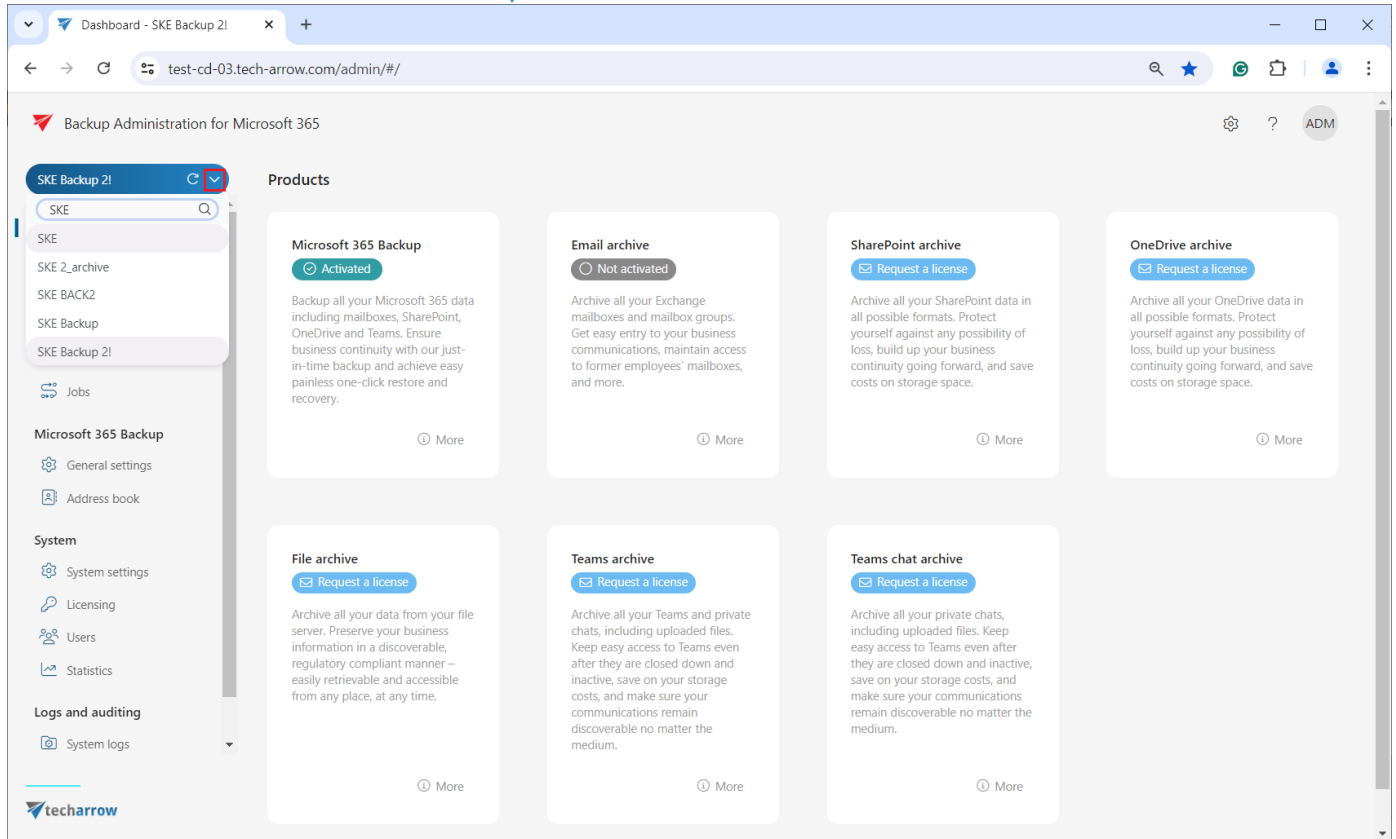 Dashboard - SKE Backup 2!
test-cd-03.tech-arrow.com/admin/#/
Backup Administration for Microsoft 365
? ADM
SKE Backup 2!
SKE
SKE
SKE 2_archive
SKE BACK2
SKE Backup
SKE Backup 2!
Jobs
Microsoft 365 Backup
General settings
Address book
System
System settings
Licensing
Users
Statistics
Logs and auditing
System logs
techarrow
Products
Microsoft 365 Backup
Activated
Backup all your Microsoft 365 data
including mailboxes, SharePoint,
OneDrive and Teams. Ensure
business continuity with our just-
in-time backup and achieve easy
painless one-click restore and
recovery.
More
Email archive
Not activated
Archive all your Exchange
mailboxes and mailbox groups.
Get easy entry to your business
communications, maintain access
to former employees' mailboxes,
and more.
More
SharePoint archive
Request a license
Archive all your SharePoint data in
all possible formats. Protect
yourself against any possibility of
loss, build up your business
continuity going forward, and save
costs on storage space.
More
OneDrive archive
Request a license
Archive all your OneDrive data in
all possible formats. Protect
yourself against any possibility of
loss, build up your business
continuity going forward, and save
costs on storage space.
More
File archive
Request a license
Archive all your data from your file
server. Preserve your business
information in a discoverable,
regulatory compliant manner –
easily retrievable and accessible
from any place, at any time.
More
Teams archive
Request a license
Archive all your Teams and private
chats, including uploaded files.
Keep easy access to Teams even
after they are closed down and
inactive, save on your storage
costs, and make sure your
communications remain
discoverable no matter the
medium.
More
Teams chat archive
Request a license
Archive all your private chats,
including uploaded files. Keep
easy access to Teams even after
they are closed down and inactive,
save on your storage costs, and
make sure your communications
remain discoverable no matter the
medium.
More